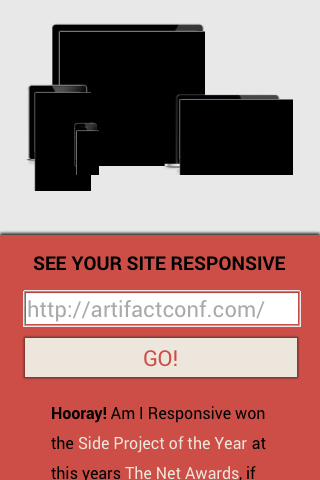 SEE YOUR SITE RESPONSIVE
http://artifactconf.com/
GO!
Hooray! Am I Responsive won
the Side Project of the Year at
this years The Net Awards, if